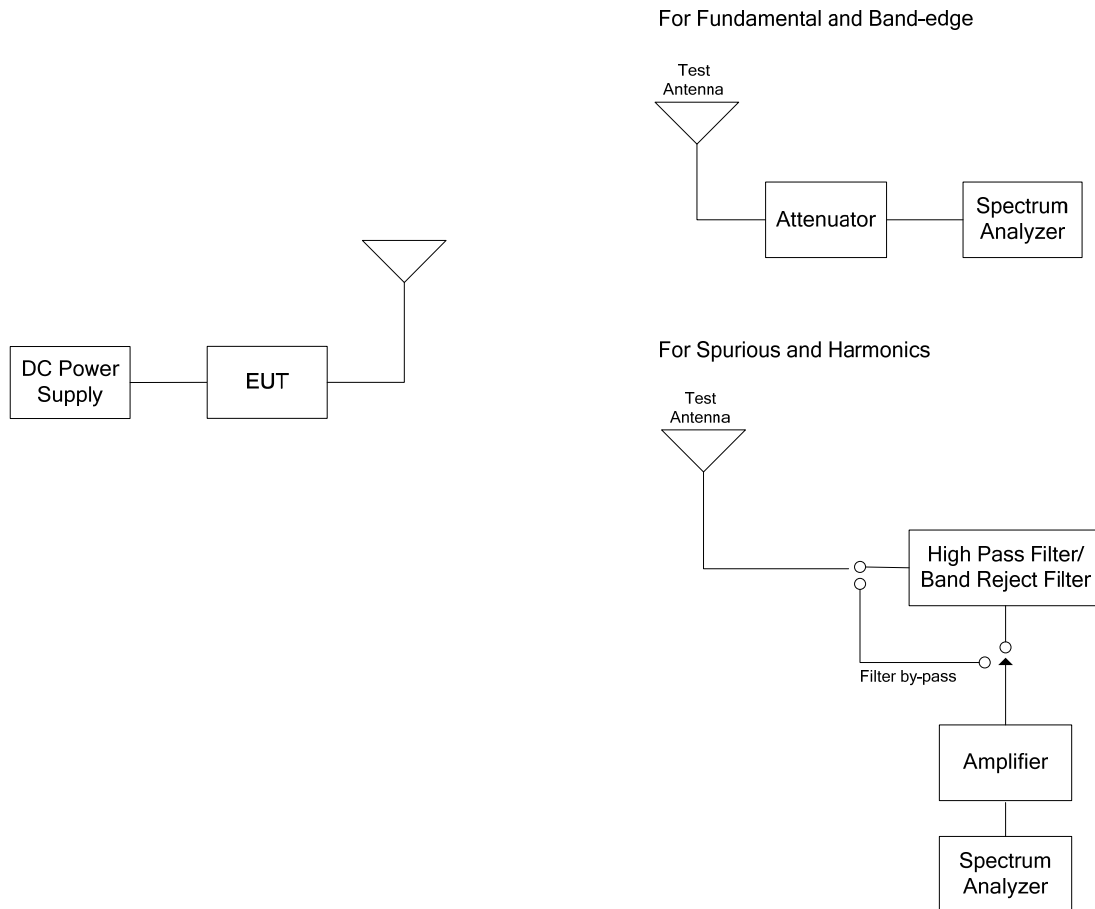 For Fundamental and Band-edge
Test
Antenna
Attenuator
Spectrum
Analyzer
DC Power
Supply
EUT
For Spurious and Harmonics
Test
Antenna
High Pass Filter/
Band Reject Filter
Filter by-pass
Amplifier
Spectrum
Analyzer